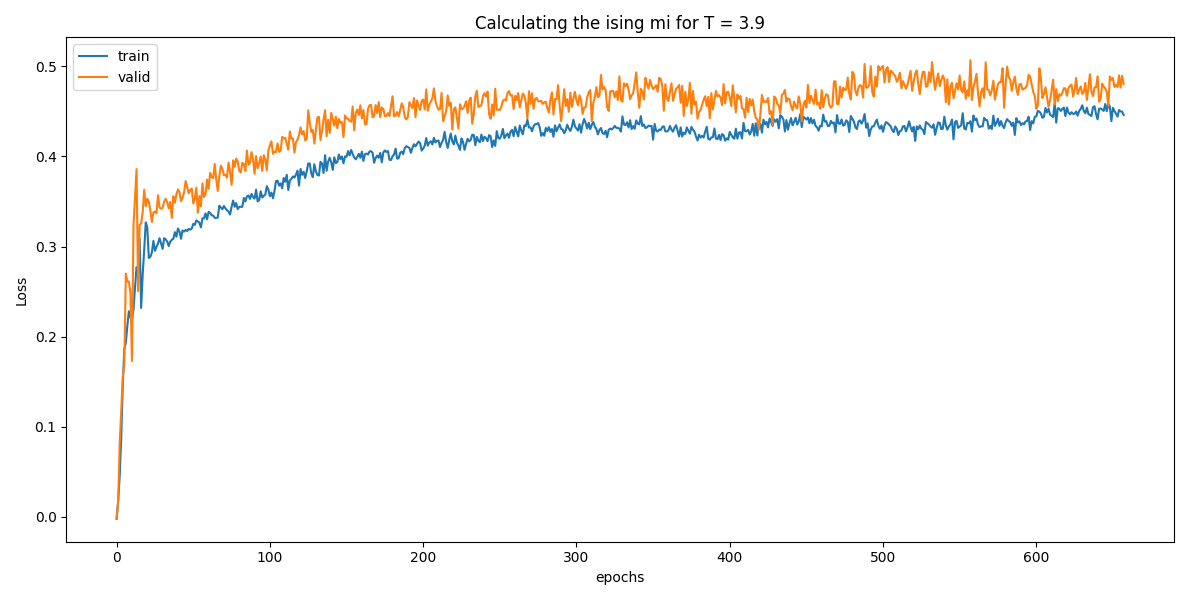 Calculating the ising mi for T = 3.9
train
valid
0.5
0.4
0.3
0.2
0.1
0.0
Loss
0 100 200 300 400 500 600
epochs